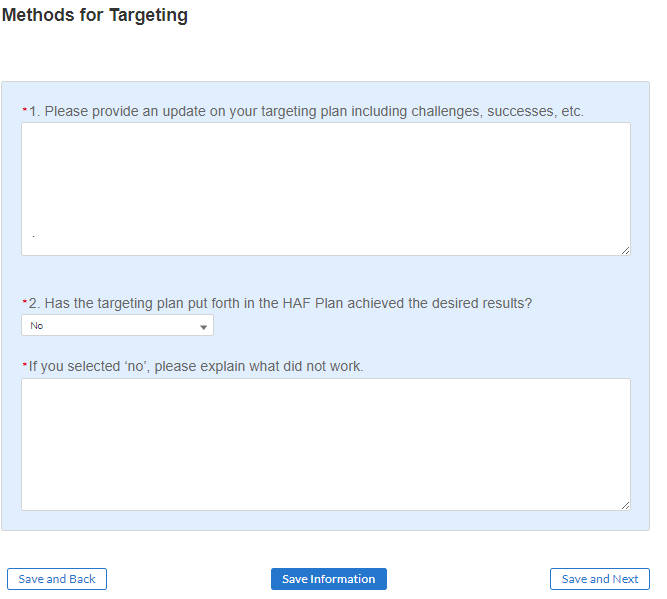 Methods for Targeting
*1. Please provide an update on your targeting plan including challenges, successes, etc.
.
*2. Has the targeting plan put forth in the HAF Plan achieved the desired results?
No
*If you selected ‘no’, please explain what did not work.
Save and Back
Save Information
Save and Next